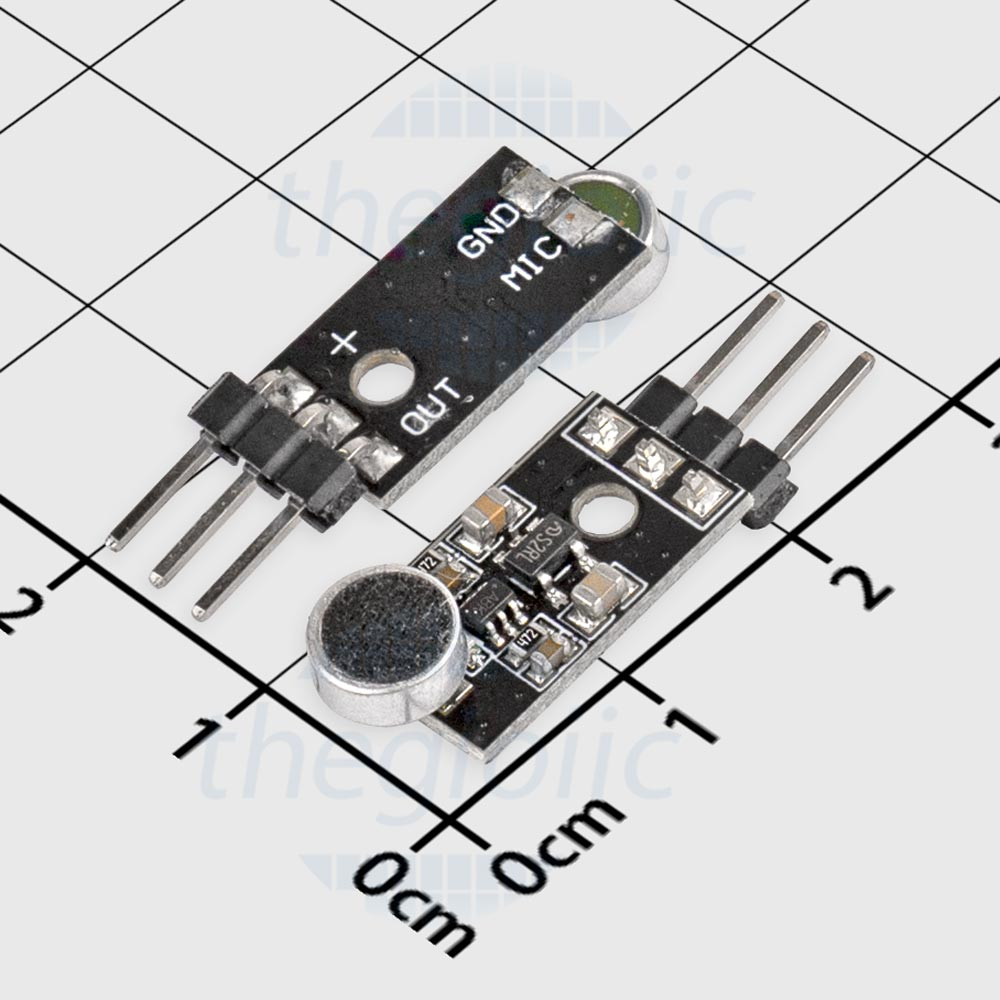 thegioiic
GND
MIC
+
OUT
S2RL
472
472
2
2
1
1
thegioiic
0cm
0cm